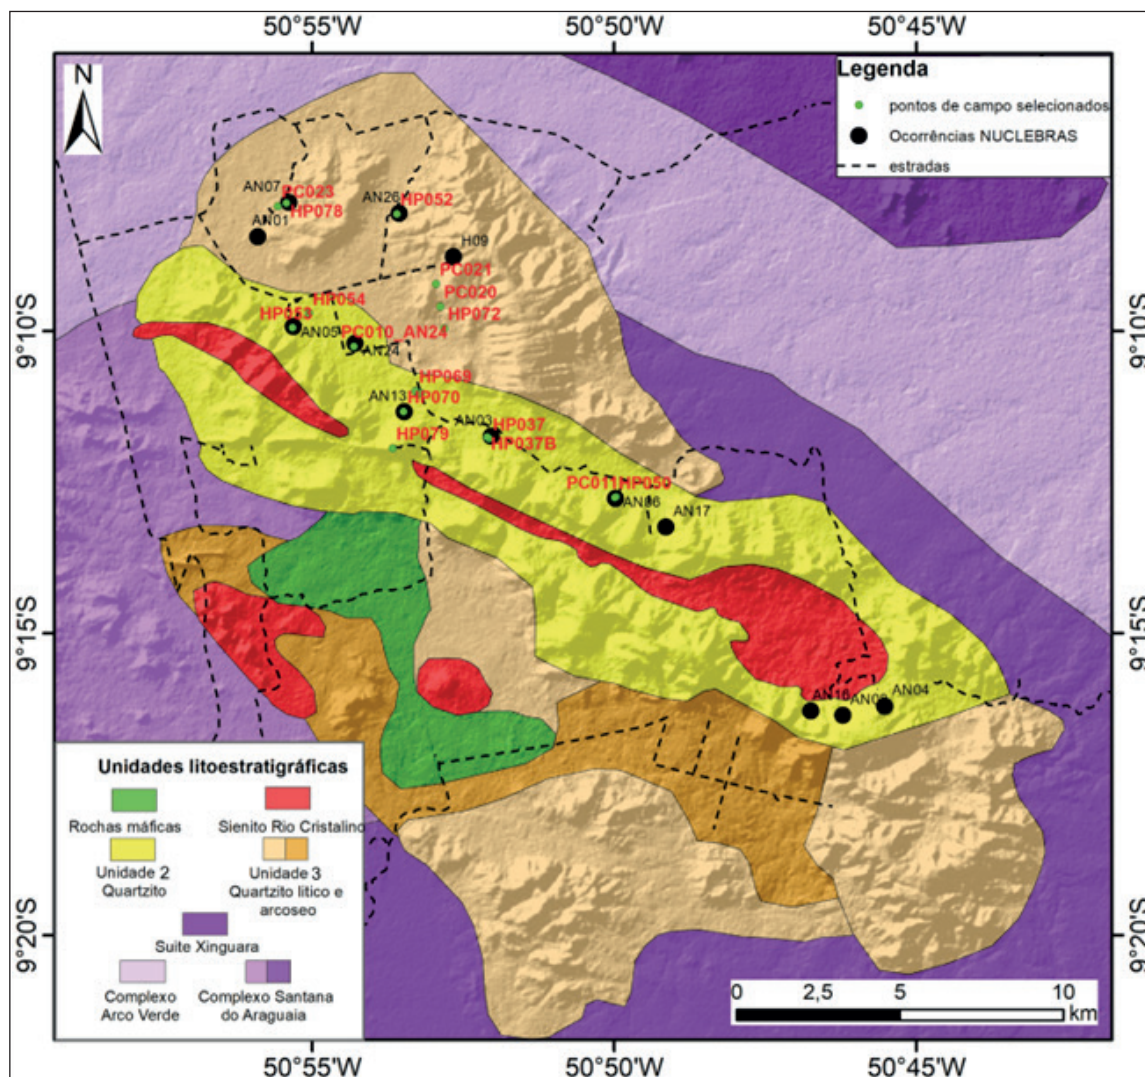 50°55'W
50°50'W
50°45'W
N
Legenda
pontos de campo selecionados
Ocorrências NUCLEBRAS
estradas
AN07
PC023
HP078
AN01
AN26
HP052
H09
PC021
PC020
HP072
HP054
HP053
AN05
PC010_AN24
AN24
HP069
HP070
AN13
HP079
AN03
HP037
HP037B
PC011HP050
AN17
AN04
9°10'S
9°10'S
9°15'S
9°15'S
9°20'S
9°20'S
Unidades litoestratigráficas
Rochas máficas
Sienito Rio Cristalino
Unidade 2
Quartzito
Unidade 3
Quartzito lítico e
arcoseo
Suite Xinguara
Complexo
Arco Verde
Complexo Santana
do Araguaia
0
2,5
5
10
km
50°55'W
50°50'W
50°45'W